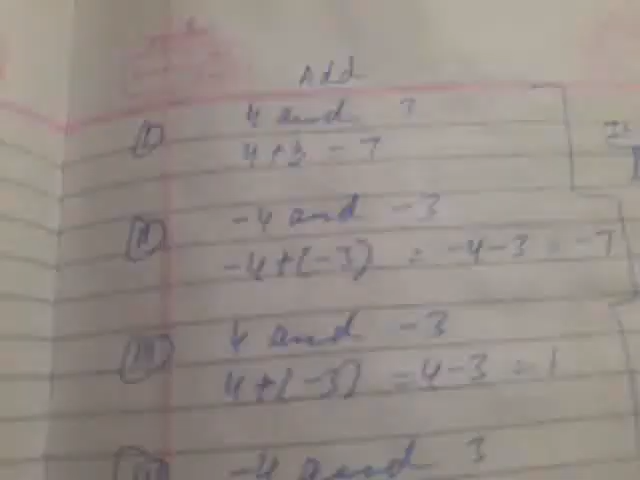 Add
(i) 4 and 3
4+3 = 7
(ii) -4 and -3
-4+(-3) = -4-3 = -7
(iii) 4 and -3
4+(-3) = 4-3 = 1
-4 and 3